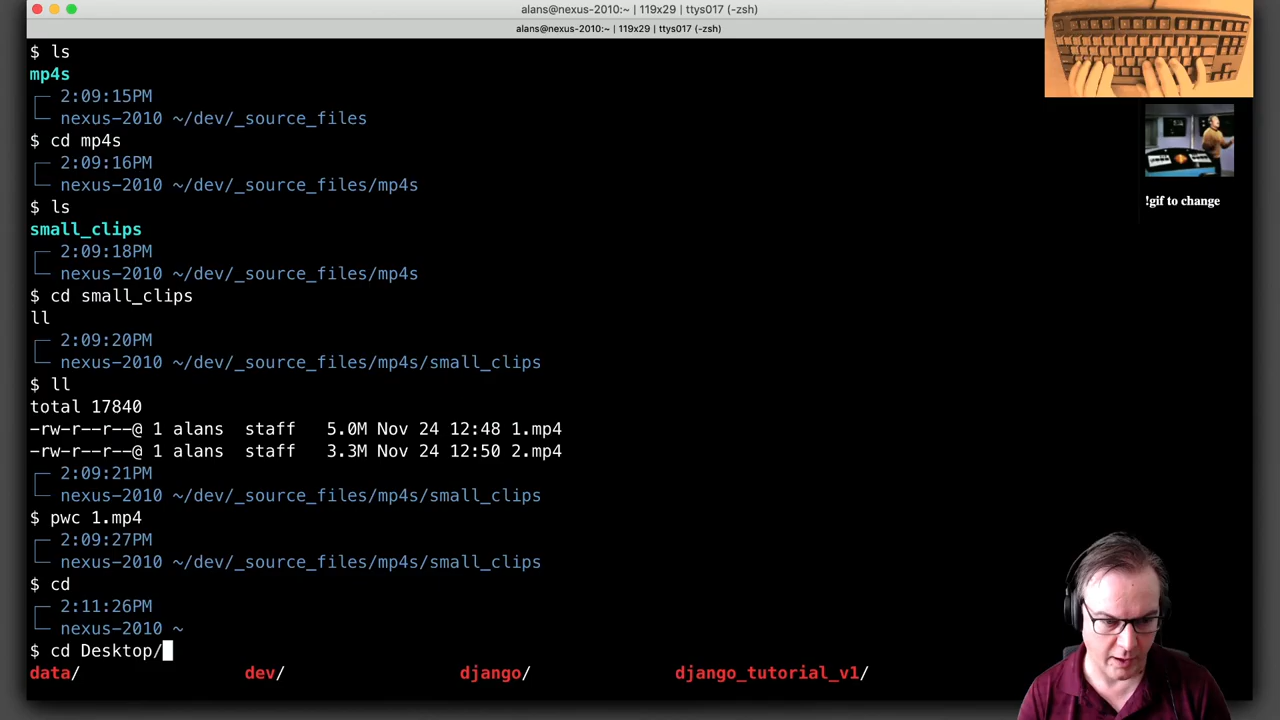 alans@nexus-2010:~ | 119x29 | ttys017 (-zsh)
alans@nexus-2010:~ | 119x29 | ttys017 (-zsh)
$ ls
mp4s
2:09:15PM
nexus-2010 ~/dev/_source_files
$ cd mp4s
2:09:16PM
nexus-2010 ~/dev/_source_files/mp4s
$ ls
small_clips
2:09:18PM
nexus-2010 ~/dev/_source_files/mp4s
$ cd small_clips
ll
2:09:20PM
nexus-2010 ~/dev/_source_files/mp4s/small_clips
$ ll
total 17840
-rw-r--r--@ 1 alans  staff   5.0M Nov 24 12:48 1.mp4
-rw-r--r--@ 1 alans  staff   3.3M Nov 24 12:50 2.mp4
2:09:21PM
nexus-2010 ~/dev/_source_files/mp4s/small_clips
$ pwc 1.mp4
2:09:27PM
nexus-2010 ~/dev/_source_files/mp4s/small_clips
$ cd
2:11:26PM
nexus-2010 ~
$ cd Desktop/
data/ dev/ django/ django_tutorial_v1/
!gif to change